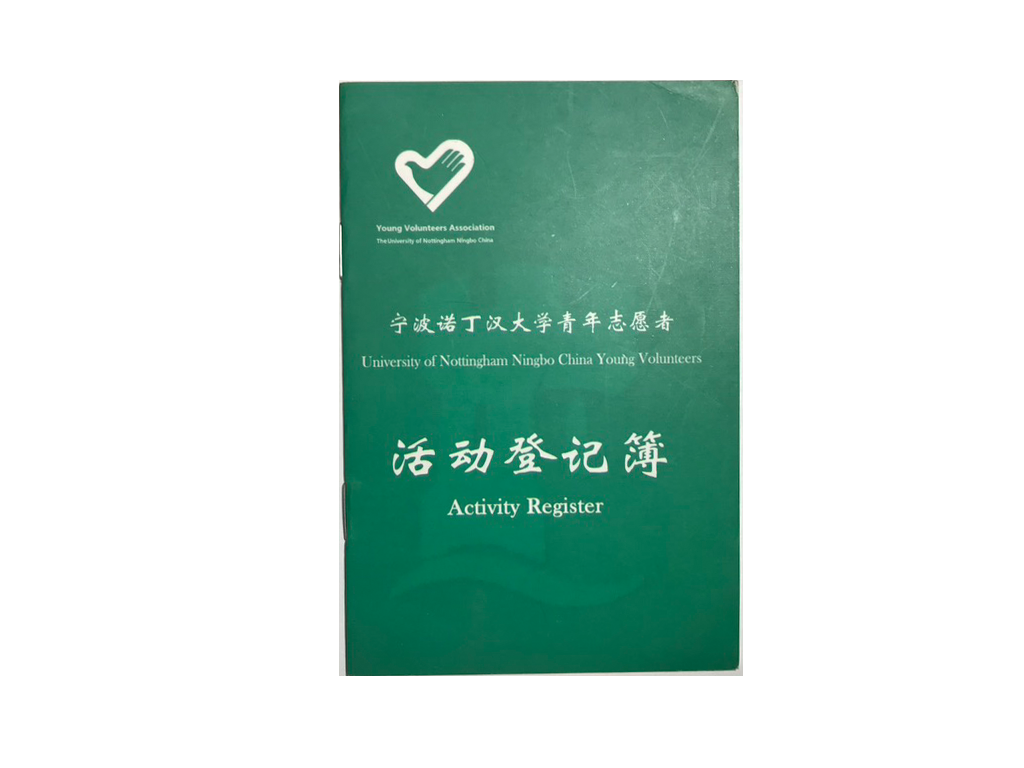 Young Volunteers Association
The University of Nottingham Ningbo China
宁波诺丁汉大学青年志愿者
University of Nottingham Ningbo China Young Volunteers
活动登记簿
Activity Register